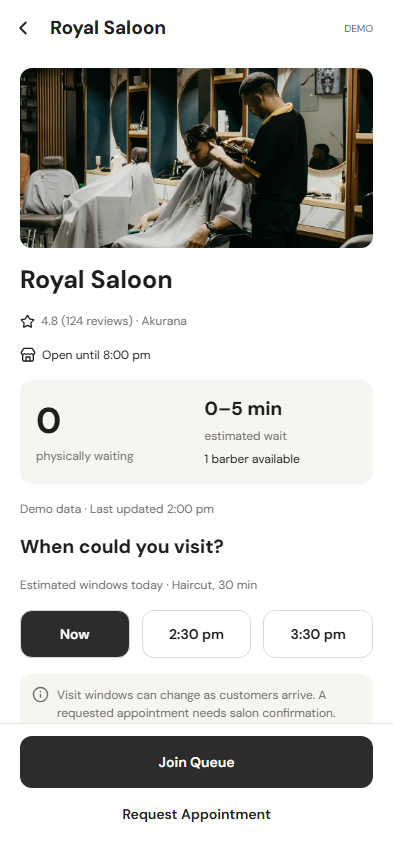 Royal Saloon
DEMO
Royal Saloon
4.8 (124 reviews) · Akurana
Open until 8:00 pm
0
physically waiting
0–5 min
estimated wait
1 barber available
Demo data · Last updated 2:00 pm
When could you visit?
Estimated windows today · Haircut, 30 min
Now
2:30 pm
3:30 pm
Visit windows can change as customers arrive. A
requested appointment needs salon confirmation.
Join Queue
Request Appointment